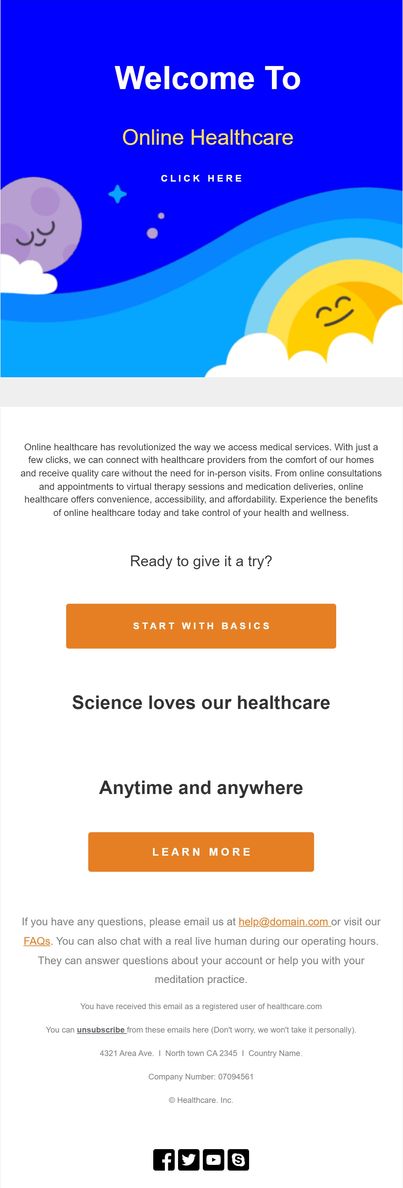 Welcome To
Online Healthcare
CLICK HERE
Online healthcare has revolutionized the way we access medical services. With just a
few clicks, we can connect with healthcare providers from the comfort of our homes
and receive quality care without the need for in-person visits. From online consultations
and appointments to virtual therapy sessions and medication deliveries, online
healthcare offers convenience, accessibility, and affordability. Experience the benefits
of online healthcare today and take control of your health and wellness.
Ready to give it a try?
START WITH BASICS
Science loves our healthcare
Anytime and anywhere
LEARN MORE
If you have any questions, please email us at help@domain.com or visit our
FAQs. You can also chat with a real live human during our operating hours.
They can answer questions about your account or help you with your
meditation practice.
You have received this email as a registered user of healthcare.com
You can unsubscribe from these emails here (Don't worry, we won't take it personally).
4321 Area Ave. I North town CA 2345 I Country Name
Company Number: 07094561
© Healthcare. Inc.